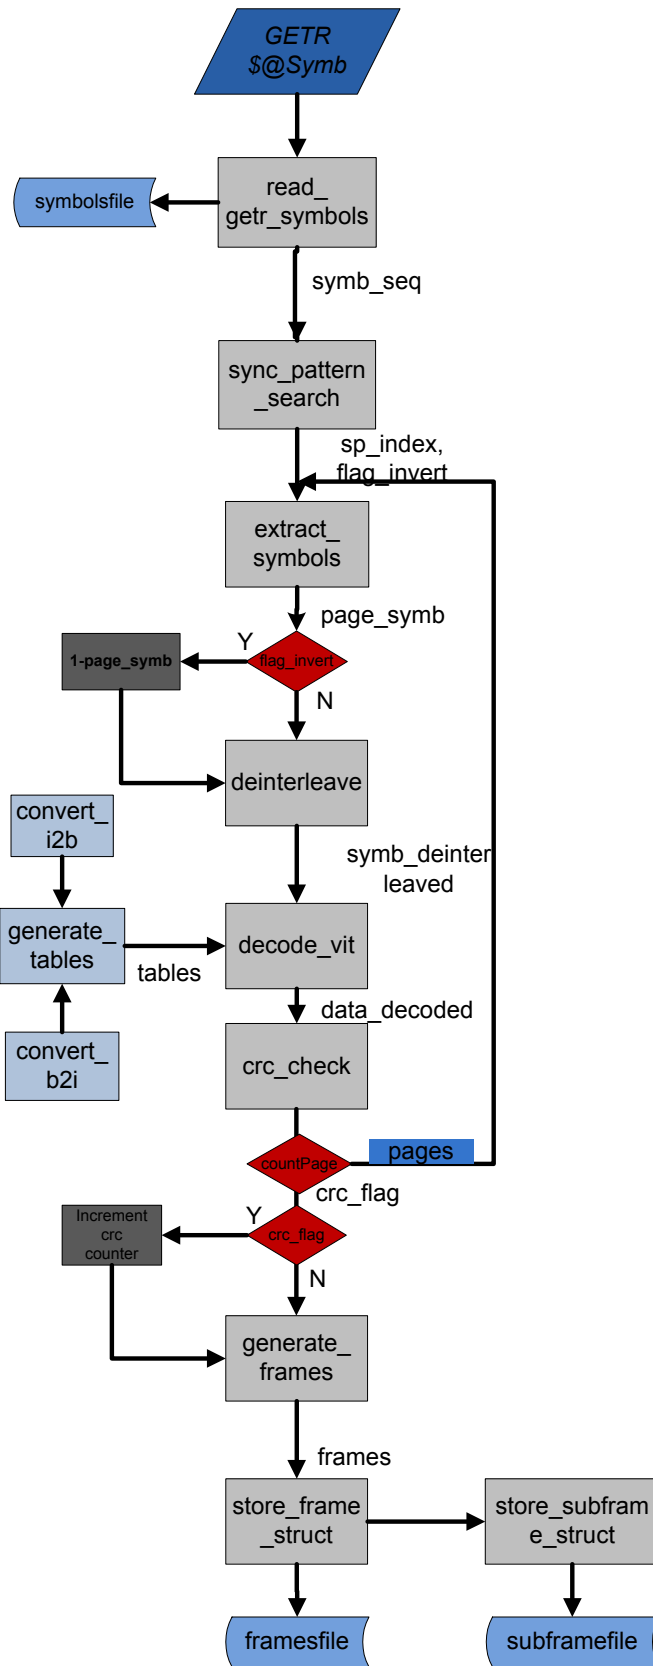 GETR
$@Symb
read_
getr_symbols
symbolsfile
symb_seq
sync_pattern
_search
sp_index,
flag_invert
extract_
symbols
page_symb
Y
flag_invert
1-page_symb
N
deinterleave
convert_
i2b
symb_deinter
leaved
generate_
tables
tables
decode_vit
data_decoded
convert_
b2i
crc_check
countPage
pages
crc_flag
Y
crc_flag
Increment
crc
counter
N
generate_
frames
frames
store_frame
_struct
store_subfram
e_struct
framesfile
subframefile